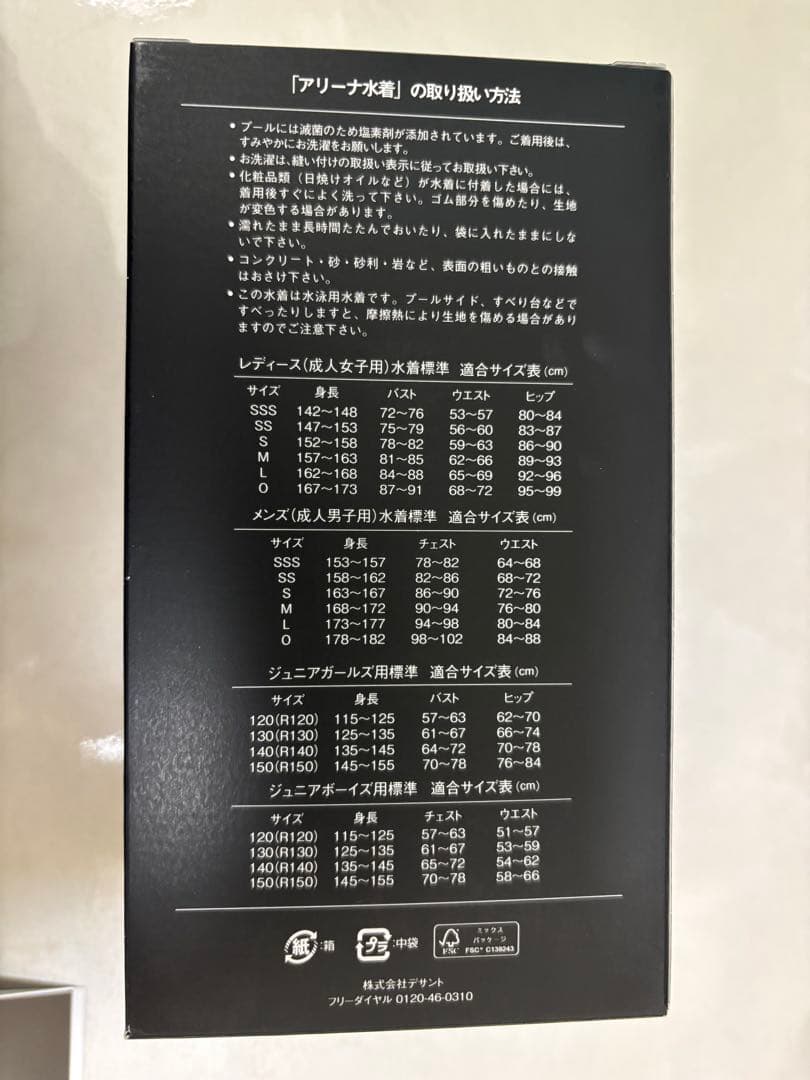 「アリーナ水着」の取り扱い方法
• プールには滅菌のため塩素剤が添加されています。ご着用後は、
すみやかにお洗濯をお願いします。
• お洗濯は、縫い付けの取扱い表示に従ってお取扱い下さい。
• 化粧品類（日焼けオイルなど）が水着に付着した場合には、
着用後すぐによく洗って下さい。ゴム部分を傷めたり、生地
が変色する場合があります。
• 濡れたまま長時間たたんでおいたり、袋に入れたままにしな
いで下さい。
• コンクリート・砂・砂利・岩など、表面の粗いものとの接触
はおさけ下さい。
• この水着は水泳用水着です。プールサイド、すべり台などで
すべったりしますと、摩擦熱により生地を傷める場合があり
ますのでご注意下さい。
レディース（成人女子用）水着標準 適合サイズ表(cm)
サイズ 身長 バスト ウエスト ヒップ
SSS 142〜148 72〜76 53〜57 80〜84
SS 147〜153 75〜79 56〜60 83〜87
S 152〜158 78〜82 59〜63 86〜90
M 157〜163 81〜85 62〜66 89〜93
L 162〜168 84〜88 65〜69 92〜96
O 167〜173 87〜91 68〜72 95〜99
メンズ（成人男子用）水着標準 適合サイズ表(cm)
サイズ 身長 チェスト ウエスト
SSS 153〜157 78〜82 64〜68
SS 158〜162 82〜86 68〜72
S 163〜167 86〜90 72〜76
M 168〜172 90〜94 76〜80
L 173〜177 94〜98 80〜84
O 178〜182 98〜102 84〜88
ジュニアガールズ用標準 適合サイズ表(cm)
サイズ 身長 バスト ヒップ
120(R120) 115〜125 57〜63 62〜70
130(R130) 125〜135 61〜67 66〜74
140(R140) 135〜145 64〜72 70〜78
150(R150) 145〜155 70〜78 76〜84
ジュニアボーイズ用標準 適合サイズ表(cm)
サイズ 身長 チェスト ウエスト
120(R120) 115〜125 57〜63 51〜57
130(R130) 125〜135 61〜67 53〜59
140(R140) 135〜145 65〜72 54〜62
150(R150) 145〜155 70〜78 58〜66
紙:箱 プラ:中袋 FSC
ミックス
パッケージ
FSC® C138243
株式会社デサント
フリーダイヤル 0120-46-0310